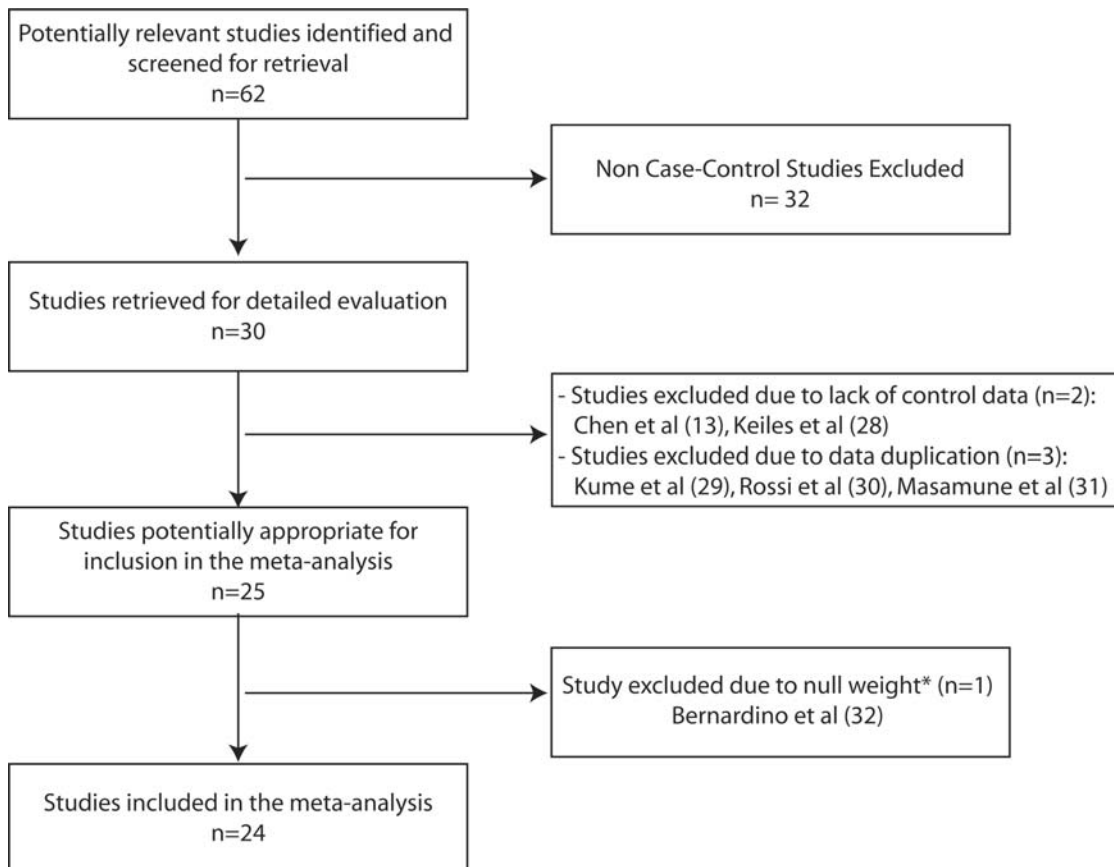 Potentially relevant studies identified and
screened for retrieval
n=62
Non Case-Control Studies Excluded
n= 32
Studies retrieved for detailed evaluation
n=30
- Studies excluded due to lack of control data (n=2):
Chen et al (13), Keiles et al (28)
- Studies excluded due to data duplication (n=3):
Kume et al (29), Rossi et al (30), Masamune et al (31)
Studies potentially appropriate for
inclusion in the meta-analysis
n=25
Study excluded due to null weight* (n=1)
Bernardino et al (32)
Studies included in the meta-analysis
n=24